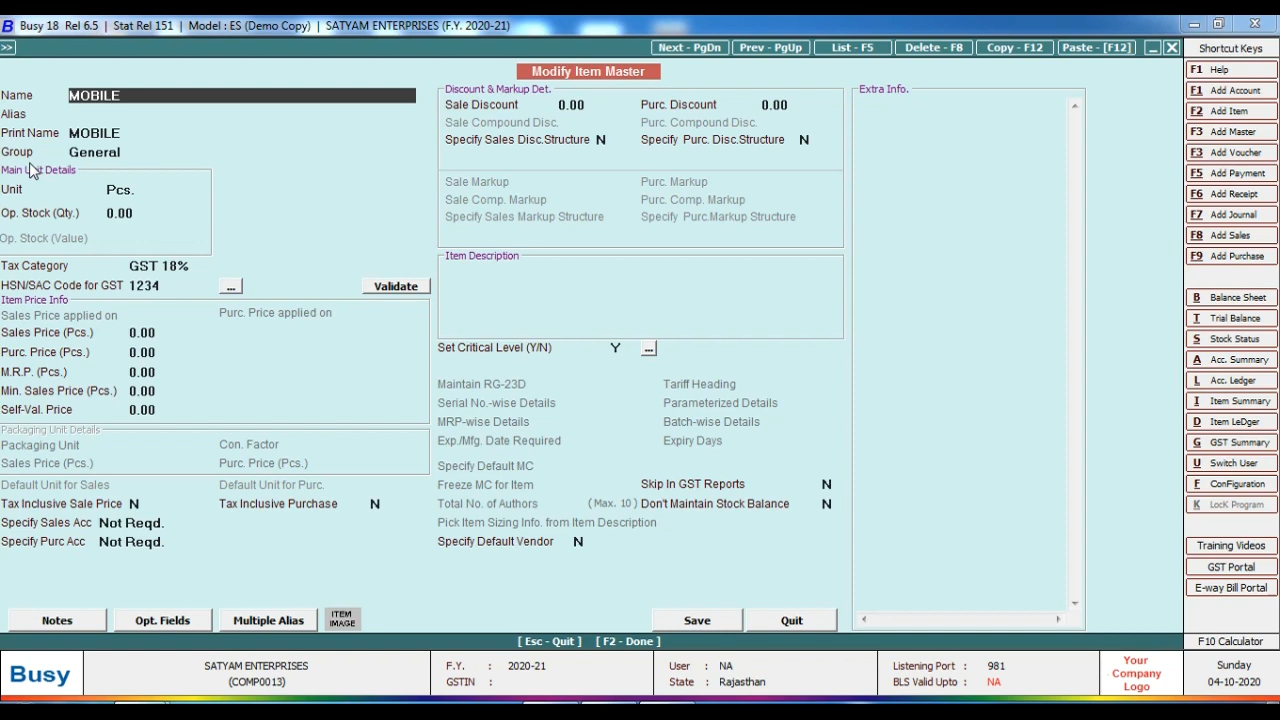 Busy 18 Rel 6.5 | Stat Rel 151 | Model : ES (Demo Copy) | SATYAM ENTERPRISES (F.Y. 2020-21)
>>
Next - PgDn
Prev - PgUp
List - F5
Delete - F8
Copy - F12
Paste - [F12]
Modify Item Master
Name MOBILE
Alias
Print Name MOBILE
Group General
Main Unit Details
Unit Pcs.
Op. Stock (Qty.) 0.00
Op. Stock (Value)
Tax Category GST 18%
HSN/SAC Code for GST 1234 ... Validate
Item Price Info
Sales Price applied on Purc. Price applied on
Sales Price (Pcs.) 0.00
Purc. Price (Pcs.) 0.00
M.R.P. (Pcs.) 0.00
Min. Sales Price (Pcs.) 0.00
Self-Val. Price 0.00
Packaging Unit Details
Packaging Unit Con. Factor
Sales Price (Pcs.) Purc. Price (Pcs.)
Default Unit for Sales Default Unit for Purc.
Tax Inclusive Sale Price N Tax Inclusive Purchase N
Specify Sales Acc Not Reqd.
Specify Purc Acc Not Reqd.
Notes
Opt. Fields
Multiple Alias
ITEM
IMAGE
Discount & Markup Det.
Sale Discount 0.00 Purc. Discount 0.00
Sale Compound Disc. Purc. Compound Disc.
Specify Sales Disc.Structure N Specify Purc. Disc.Structure N
Sale Markup Purc. Markup
Sale Comp. Markup Purc. Comp. Markup
Specify Sales Markup Structure Specify Purc.Markup Structure
Item Description
Set Critical Level (Y/N) Y ...
Maintain RG-23D Tariff Heading
Serial No.-wise Details Parameterized Details
MRP-wise Details Batch-wise Details
Exp./Mfg. Date Required Expiry Days
Specify Default MC
Freeze MC for Item Skip In GST Reports N
Total No. of Authors (Max. 10) Don't Maintain Stock Balance N
Pick Item Sizing Info. from Item Description
Specify Default Vendor N
Save
Quit
Extra Info.
[ Esc - Quit ] [ F2 - Done ]
Shortcut Keys
F1 Help
F1 Add Account
F2 Add Item
F3 Add Master
F3 Add Voucher
F5 Add Payment
F6 Add Receipt
F7 Add Journal
F8 Add Sales
F9 Add Purchase
B Balance Sheet
T Trial Balance
S Stock Status
A Acc. Summary
L Acc. Ledger
I Item Summary
D Item LeDger
G GST Summary
U Switch User
F ConFiguration
K LocK Program
Training Videos
GST Portal
E-way Bill Portal
F10 Calculator
Busy
SATYAM ENTERPRISES
(COMP0013)
F.Y. : 2020-21
GSTIN :
User : NA
State : Rajasthan
Listening Port : 981
BLS Valid Upto : NA
Your
Company
Logo
Sunday
04-10-2020